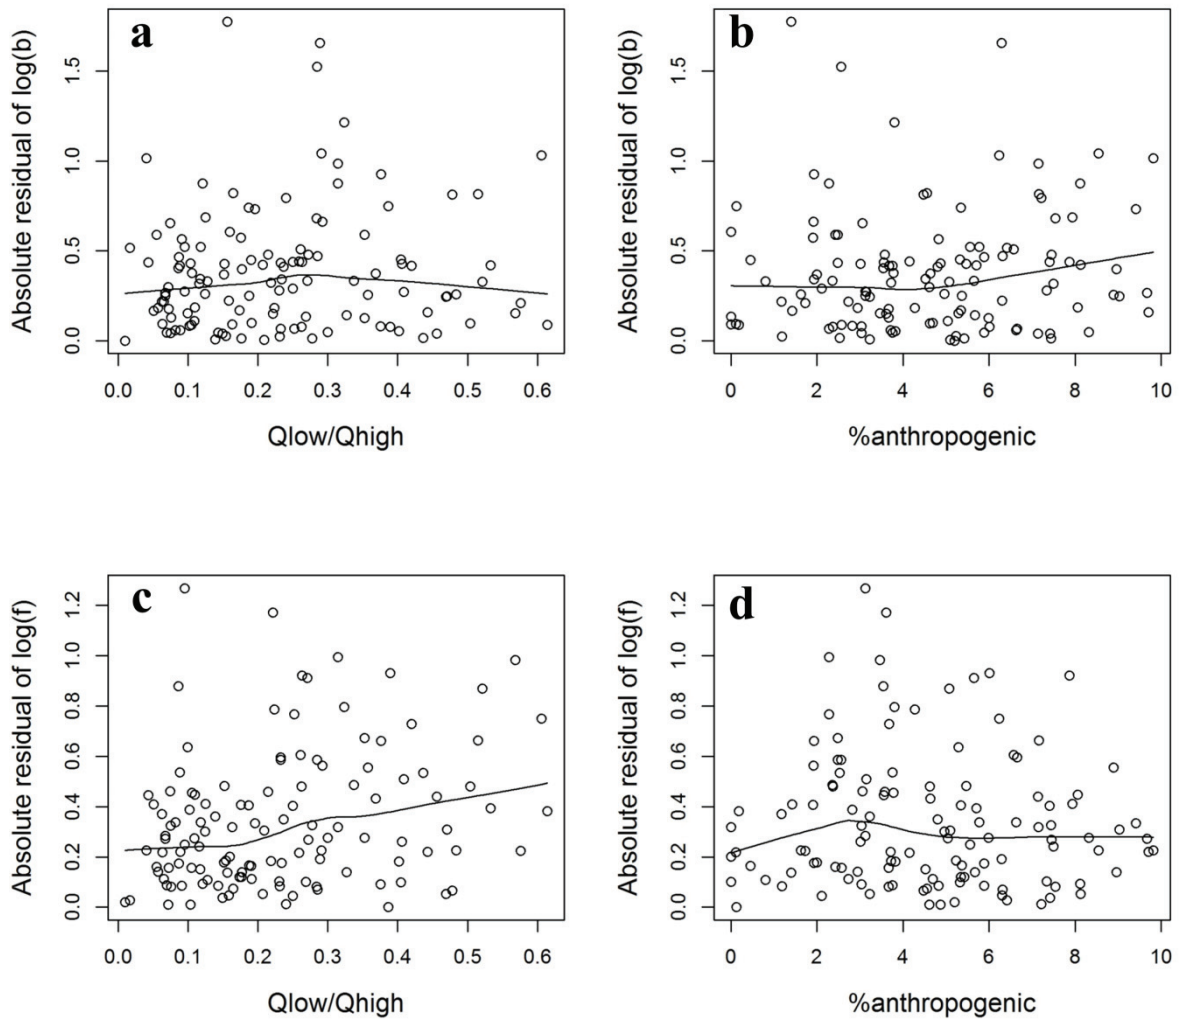 a
Absolute residual of log(b)
0.0 0.5 1.0 1.5
0.0 0.1 0.2 0.3 0.4 0.5 0.6
Qlow/Qhigh
b
Absolute residual of log(b)
0.0 0.5 1.0 1.5
0 2 4 6 8 10
%anthropogenic
c
Absolute residual of log(f)
0.0 0.2 0.4 0.6 0.8 1.0 1.2
0.0 0.1 0.2 0.3 0.4 0.5 0.6
Qlow/Qhigh
d
Absolute residual of log(f)
0.0 0.2 0.4 0.6 0.8 1.0 1.2
0 2 4 6 8 10
%anthropogenic